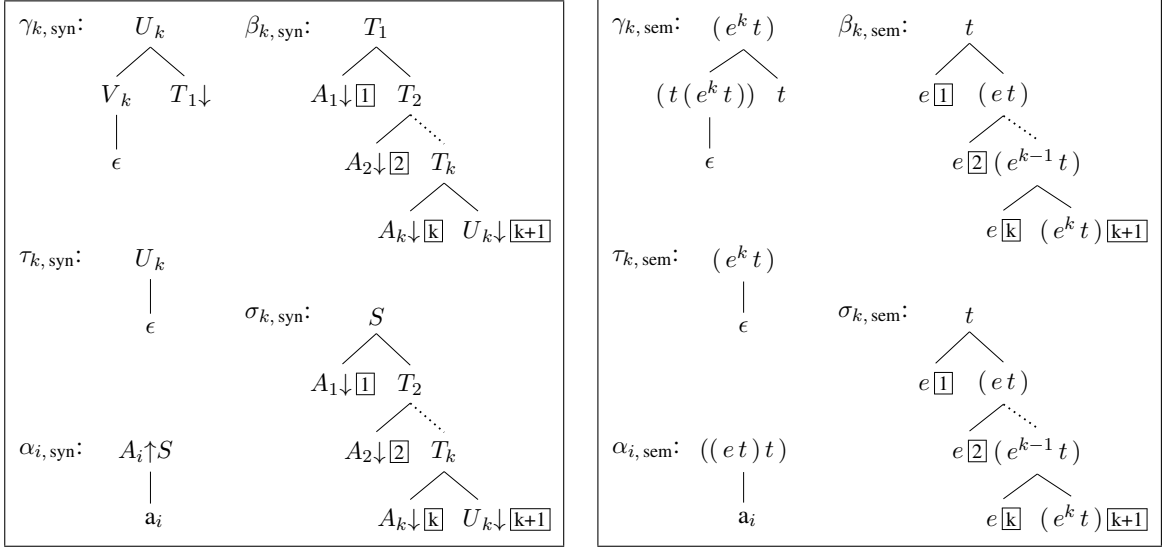 γk, syn: Uk βk, syn: T1
Vk T1↓ A1↓ 1 T2
ϵ A2↓ 2 Tk
Ak↓ k Uk↓ k+1
τk, syn: Uk
ϵ σk, syn: S
A1↓ 1 T2
αi, syn: Ai↑S A2↓ 2 Tk
ai Ak↓ k Uk↓ k+1
γk, sem: (e^k t) βk, sem: t
(t (e^k t)) t e 1 (e t)
ϵ e 2 (e^k−1 t)
e k (e^k t) k+1
τk, sem: (e^k t)
ϵ σk, sem: t
e 1 (e t)
αi, sem: ((e t) t) e 2 (e^k−1 t)
ai e k (e^k t) k+1